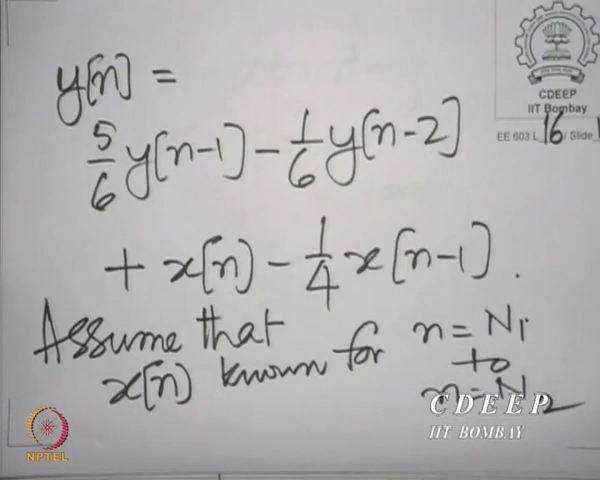 y[n] =
5/6 y[n-1] - 1/6 y[n-2]
+ x[n] - 1/4 x[n-1].
Assume that
x[n] known for n = N1
to
n = N2
CDEEP
IIT Bombay
EE 603 L 16 / Slide
CDEEP
IIT BOMBAY
NPTEL